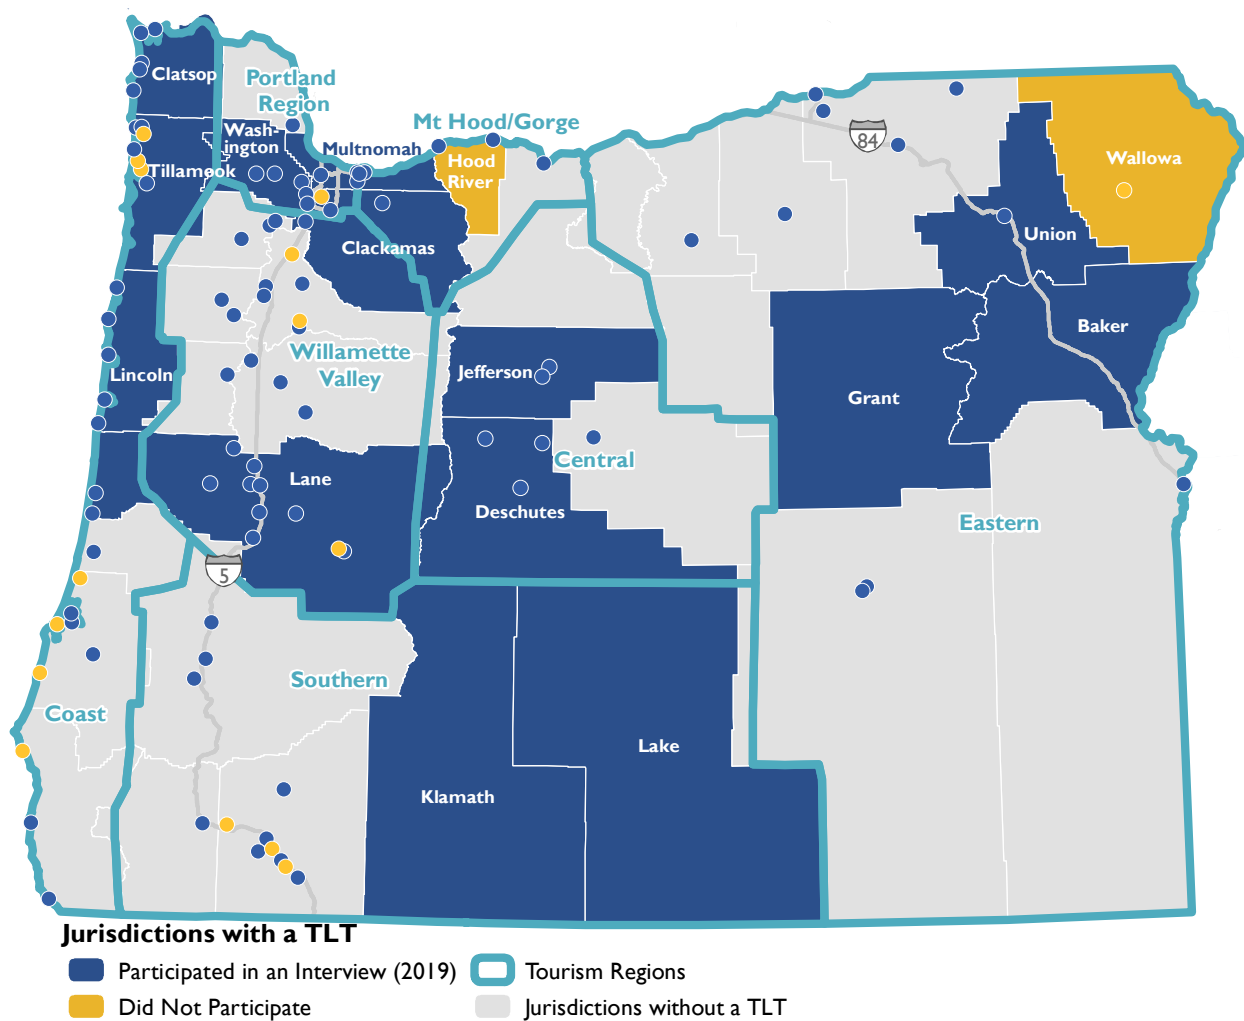 Clatsop
Portland
Region
Wash-
ington
Multnomah
Mt Hood/Gorge
Hood
River
84
Wallowa
Tillamook
Clackamas
Union
Baker
Willamette
Valley
Lincoln
Jefferson
Grant
Central
Lane
Deschutes
Eastern
5
Southern
Coast
Lake
Klamath
Jurisdictions with a TLT
Participated in an Interview (2019)
Tourism Regions
Did Not Participate
Jurisdictions without a TLT